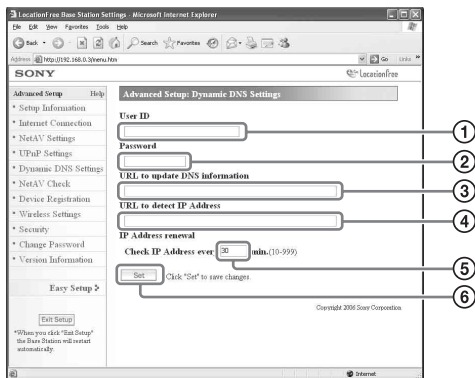 LocationFree Base Station Settings - Microsoft Internet Explorer
File Edit View Favorites Tools Help
Back Search Favorites
Address http://192.168.0.3/menu.htm Go Links
SONY LocationFree
Advanced Setup Help
Advanced Setup: Dynamic DNS Settings
• Setup Information
• Internet Connection
• NetAV Settings
• UPnP Settings
• Dynamic DNS Settings
• NetAV Check
• Device Registration
• Wireless Settings
• Security
• Change Password
• Version Information
Easy Setup
Exit Setup
*When you click "Exit Setup"
the Base Station will restart
automatically.
User ID
1
Password
2
URL to update DNS information
3
URL to detect IP Address
4
IP Address renewal
Check IP Address ever 30 min.(10-999)
5
Set Click "Set" to save changes.
6
Copyright 2006 Sony Corporation
Internet